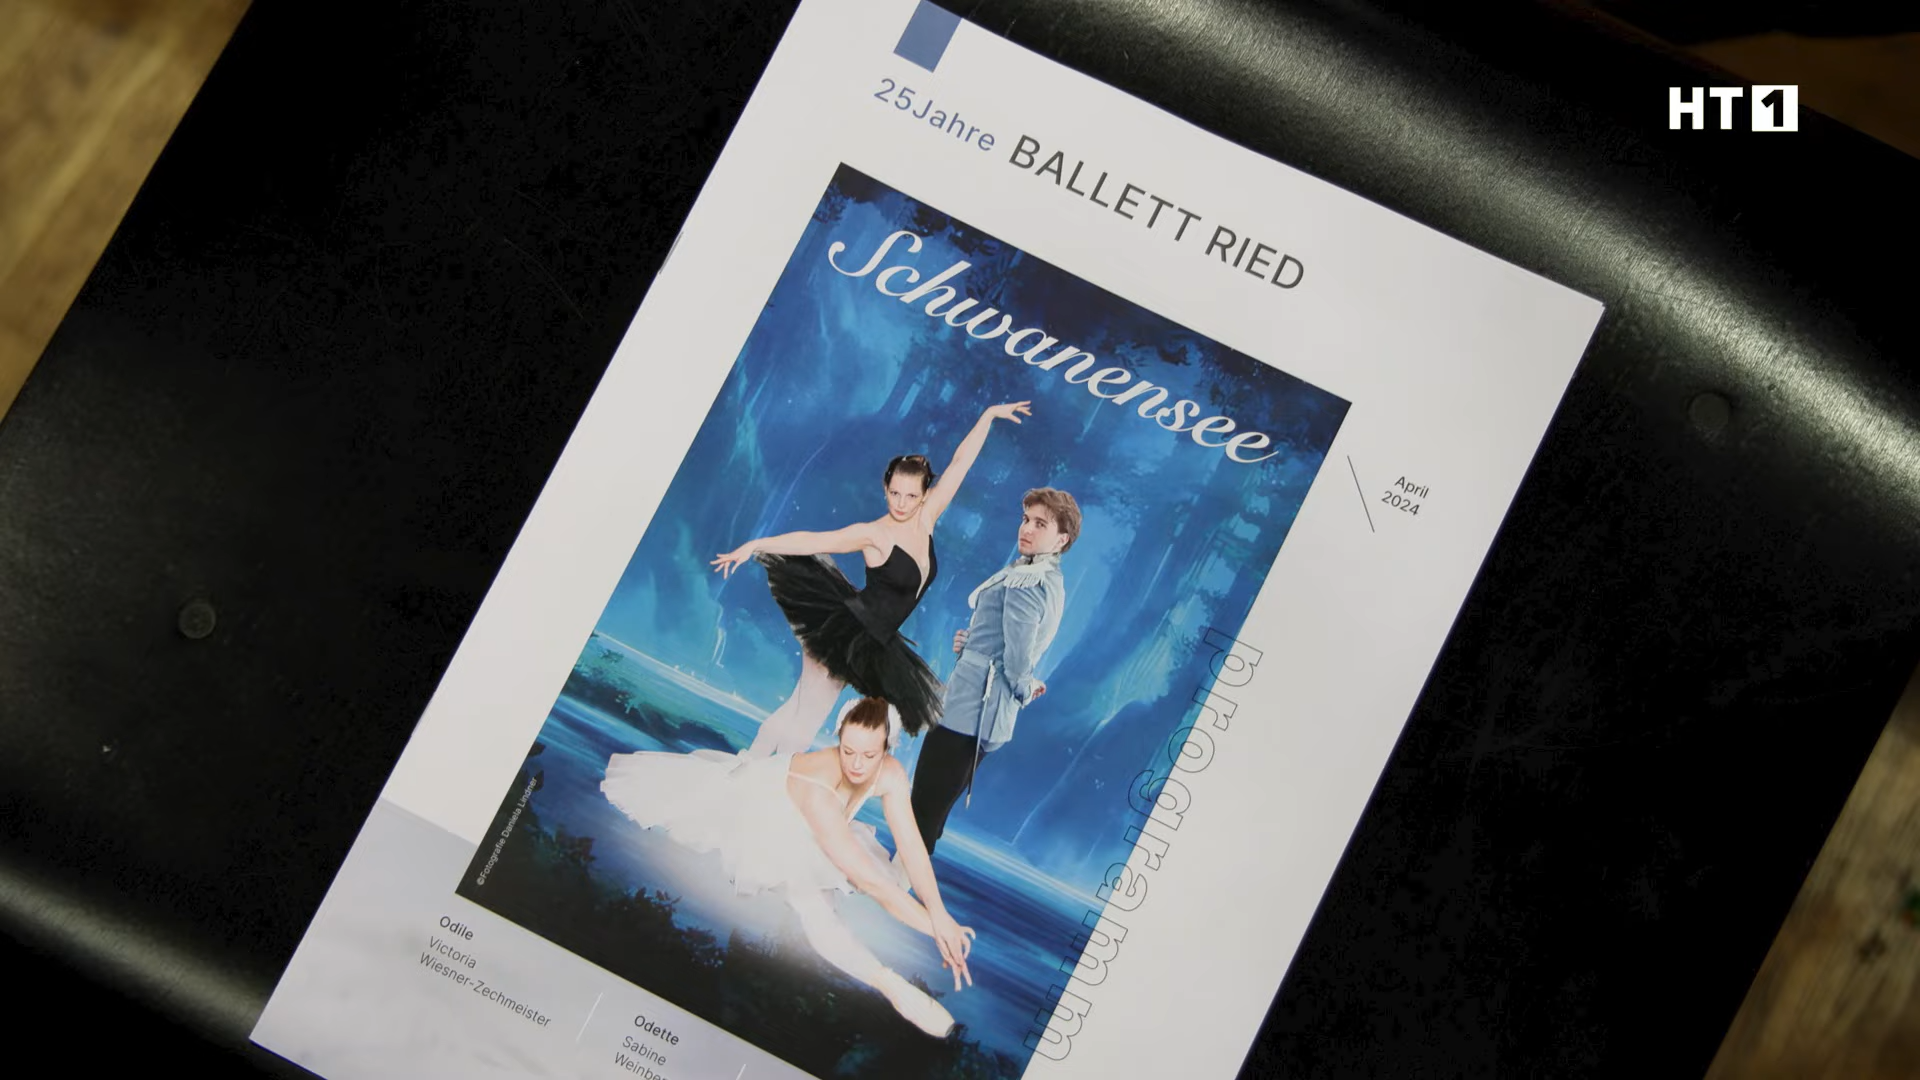 HT1
25Jahre BALLETT RIED
Schwanensee
April
2024
programm
©Fotografie Daniela Lindner
Odile
Victoria
Wiesner-Zechmeister
Odette
Sabine